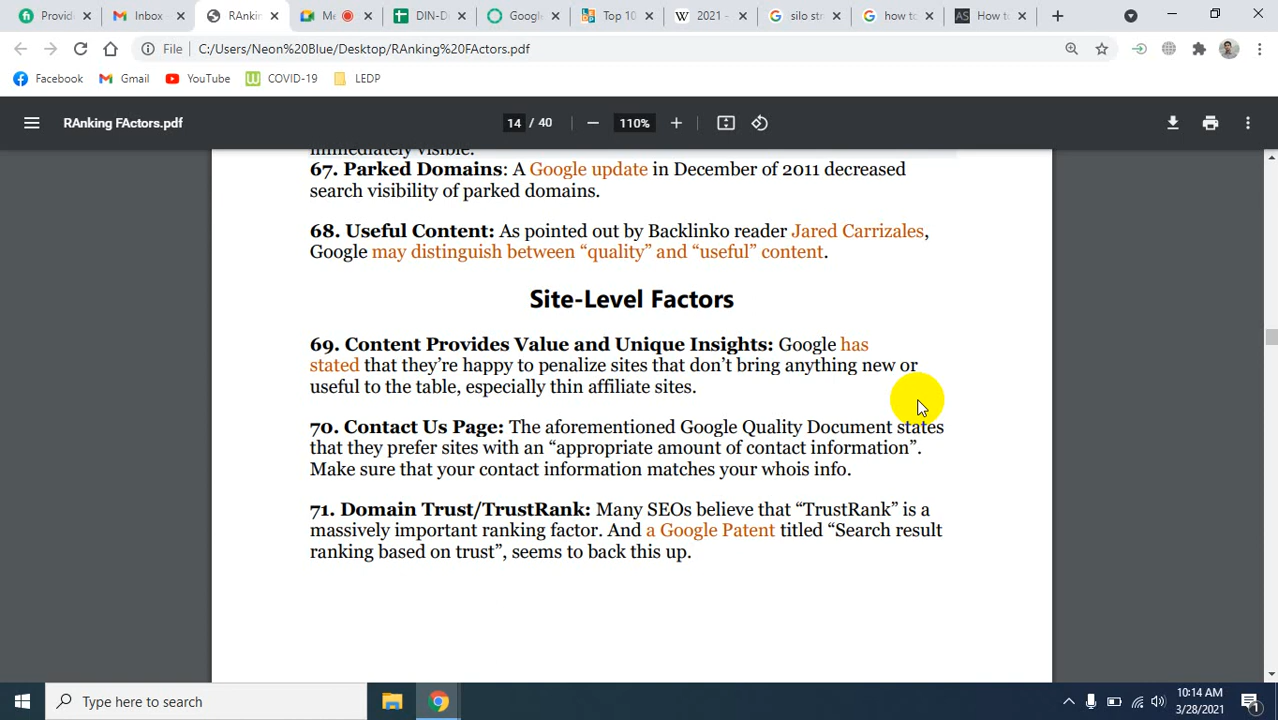 Provid
Inbox
RAnkin
Me
DIN-D
Google
Top 10
2021 -
silo str
how to
How to
File
C:/Users/Neon%20Blue/Desktop/RAnking%20FActors.pdf
Facebook
Gmail
YouTube
COVID-19
LEDP
RAnking FActors.pdf
14 / 40
110%
immediately visible.
67. Parked Domains: A Google update in December of 2011 decreased
search visibility of parked domains.
68. Useful Content: As pointed out by Backlinko reader Jared Carrizales,
Google may distinguish between “quality” and “useful” content.
Site-Level Factors
69. Content Provides Value and Unique Insights: Google has
stated that they’re happy to penalize sites that don’t bring anything new or
useful to the table, especially thin affiliate sites.
70. Contact Us Page: The aforementioned Google Quality Document states
that they prefer sites with an “appropriate amount of contact information”.
Make sure that your contact information matches your whois info.
71. Domain Trust/TrustRank: Many SEOs believe that “TrustRank” is a
massively important ranking factor. And a Google Patent titled “Search result
ranking based on trust”, seems to back this up.
Type here to search
10:14 AM
3/28/2021